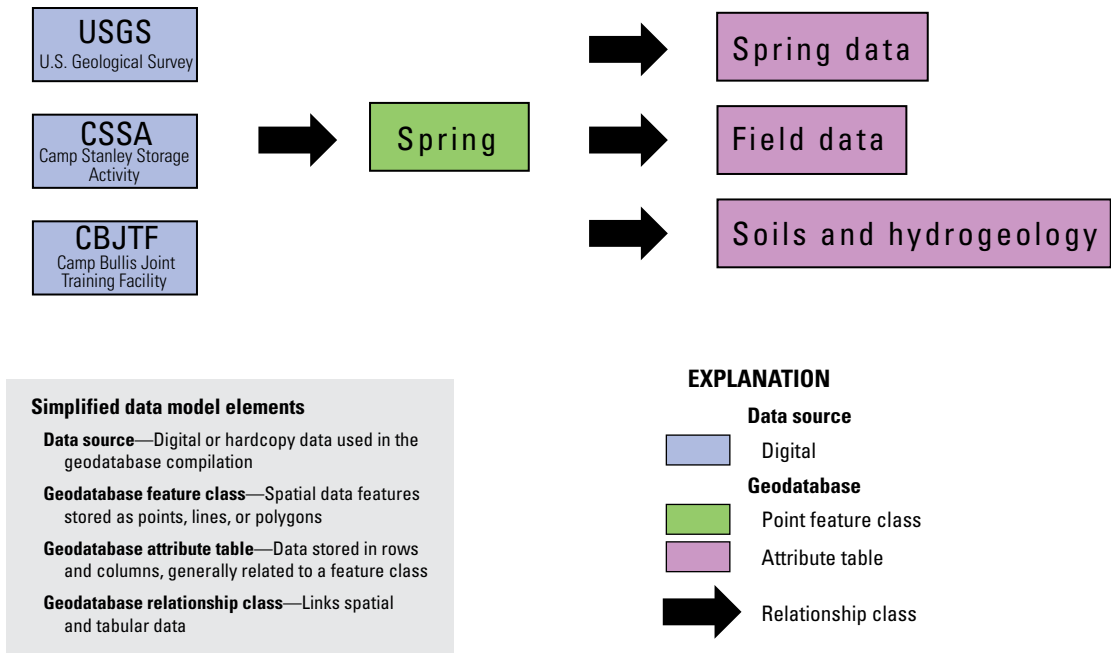 USGS
U.S. Geological Survey
CSSA
Camp Stanley Storage
Activity
CBJTF
Camp Bullis Joint
Training Facility
Spring
Spring data
Field data
Soils and hydrogeology
Simplified data model elements
Data source—Digital or hardcopy data used in the
geodatabase compilation
Geodatabase feature class—Spatial data features
stored as points, lines, or polygons
Geodatabase attribute table—Data stored in rows
and columns, generally related to a feature class
Geodatabase relationship class—Links spatial
and tabular data
EXPLANATION
Data source
Digital
Geodatabase
Point feature class
Attribute table
Relationship class